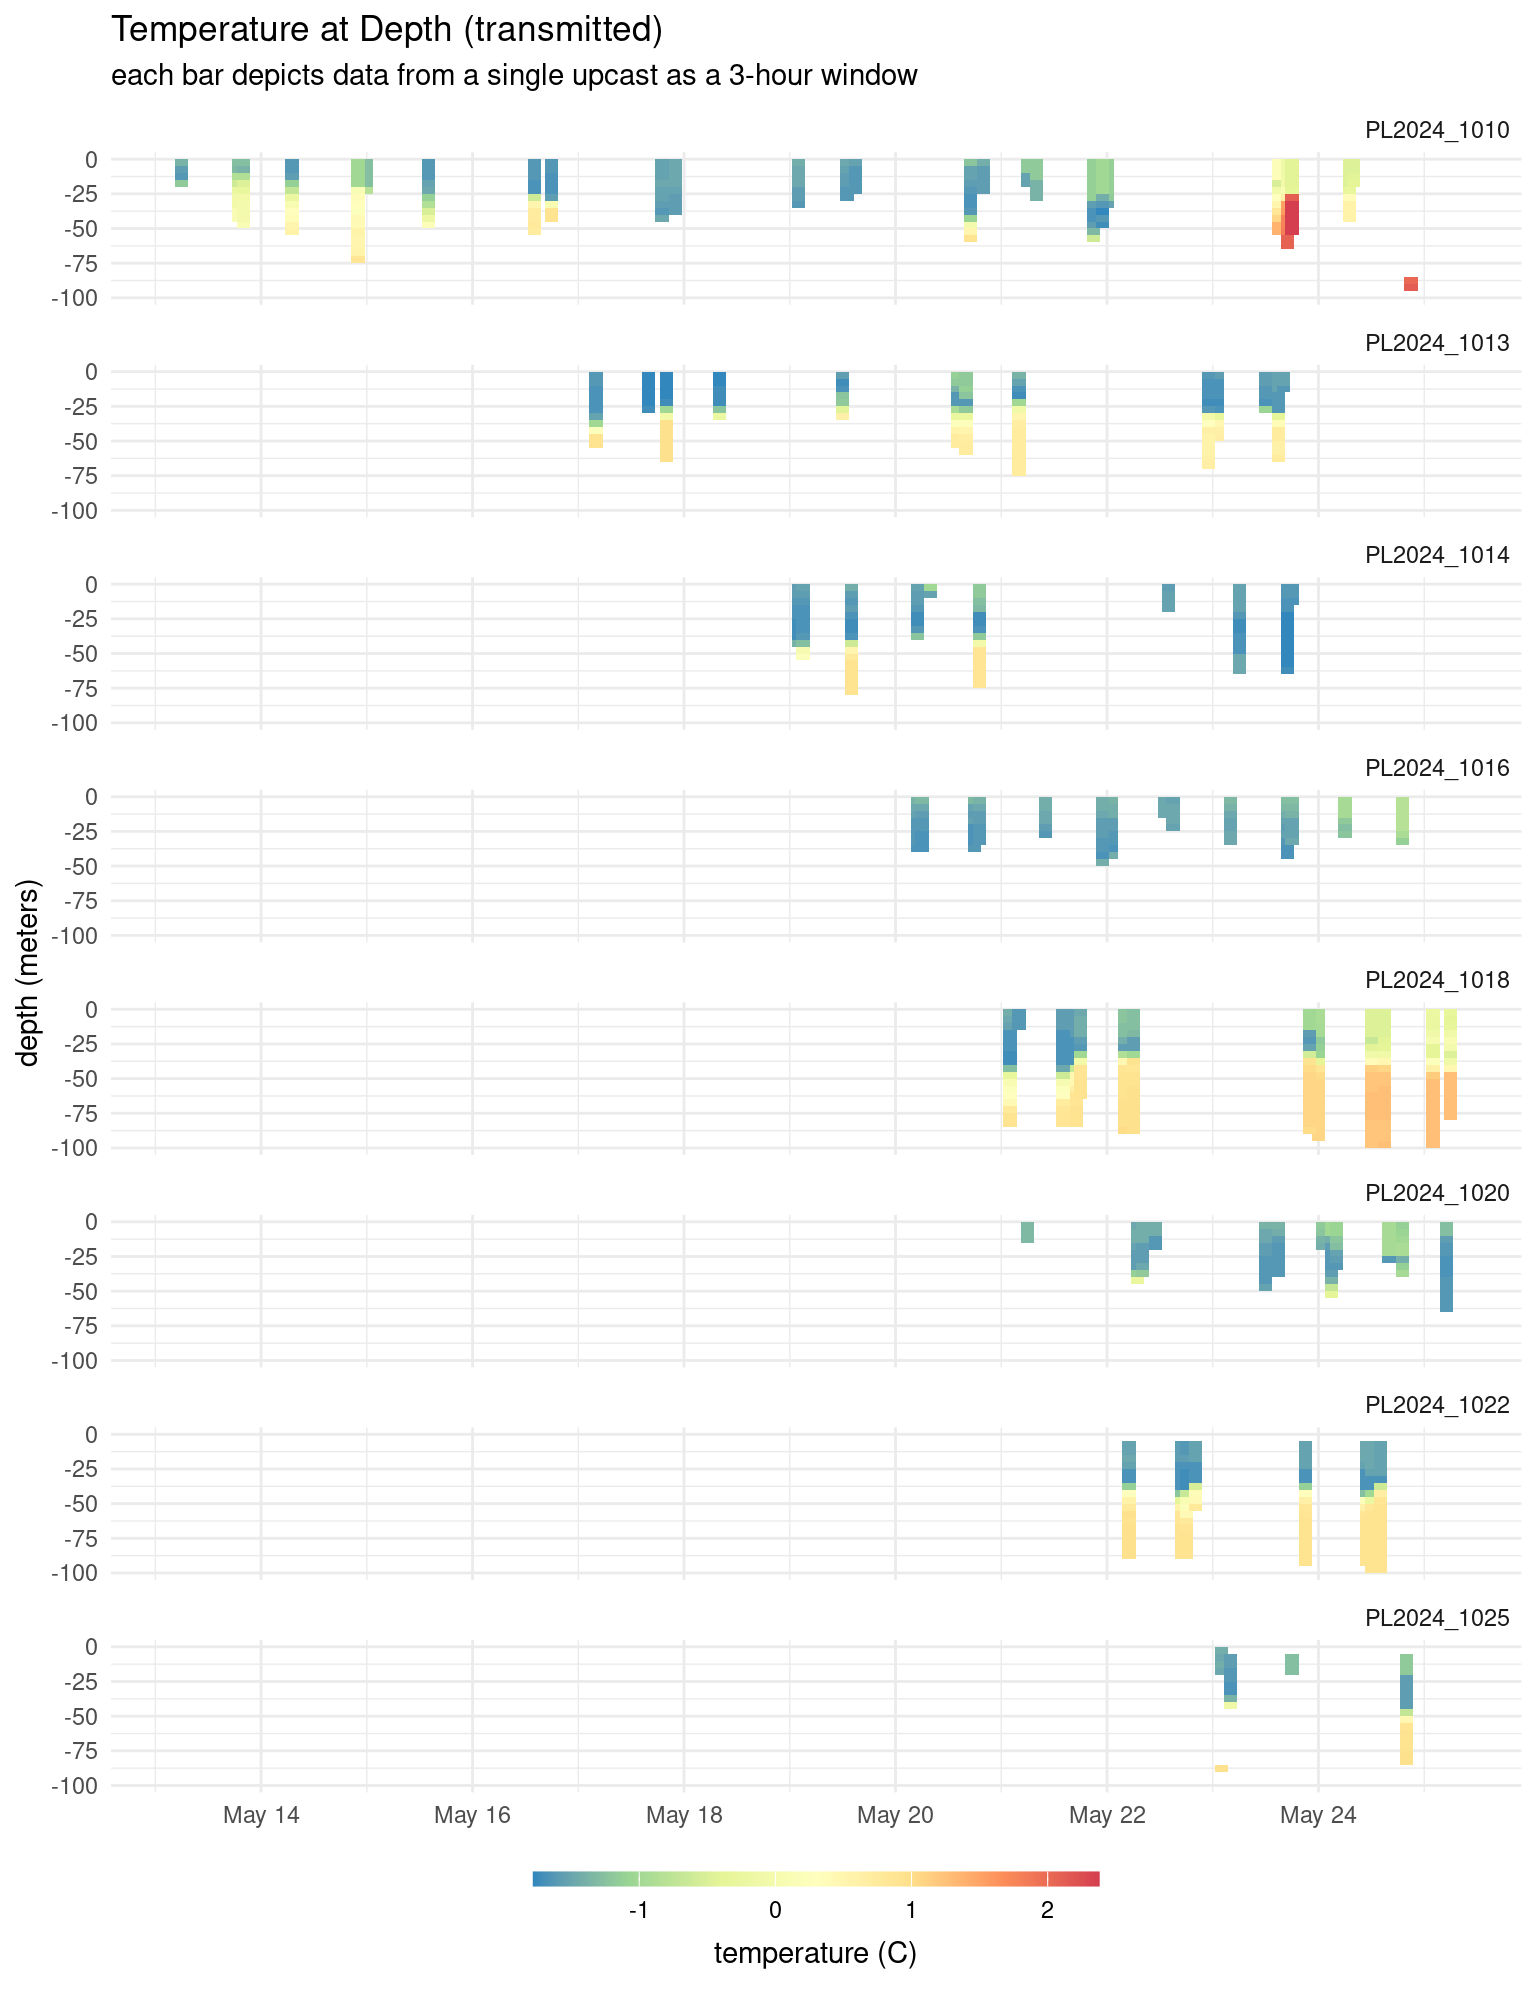 Temperature at Depth (transmitted)
each bar depicts data from a single upcast as a 3-hour window
PL2024_1010
0
-25
-50
-75
-100
PL2024_1013
0
-25
-50
-75
-100
PL2024_1014
0
-25
-50
-75
-100
PL2024_1016
0
-25
-50
-75
-100
depth (meters)
PL2024_1018
0
-25
-50
-75
-100
PL2024_1020
0
-25
-50
-75
-100
PL2024_1022
0
-25
-50
-75
-100
PL2024_1025
0
-25
-50
-75
-100
May 14 May 16 May 18 May 20 May 22 May 24
-1 0 1 2
temperature (C)